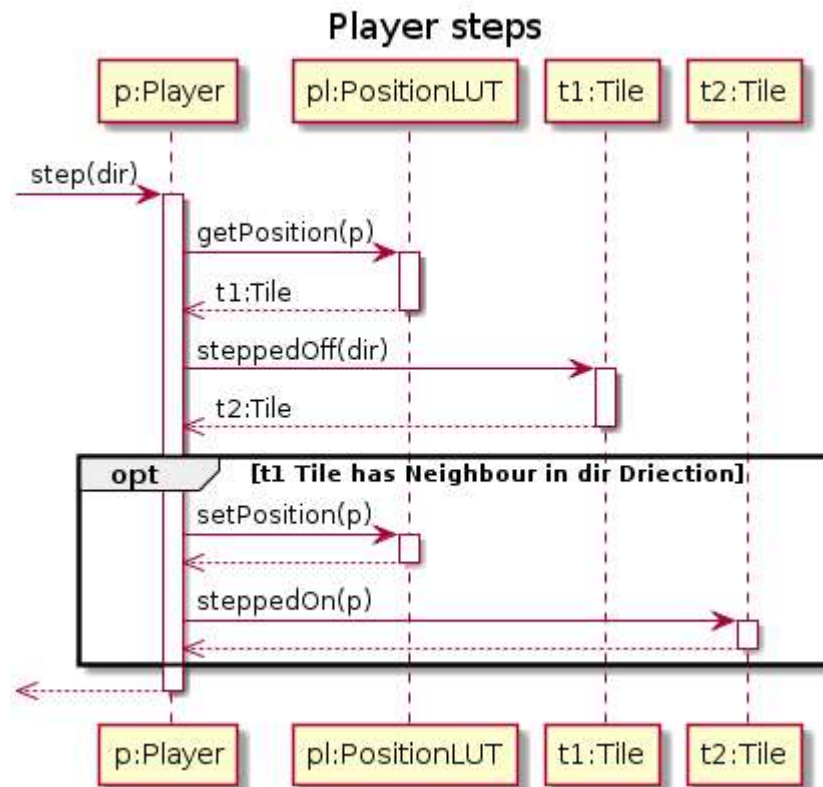 Player steps
p:Player pl:PositionLUT t1:Tile t2:Tile
step(dir)
getPosition(p)
t1:Tile
steppedOff(dir)
t2:Tile
opt [t1 Tile has Neighbour in dir Driection]
setPosition(p)
steppedOn(p)
p:Player pl:PositionLUT t1:Tile t2:Tile